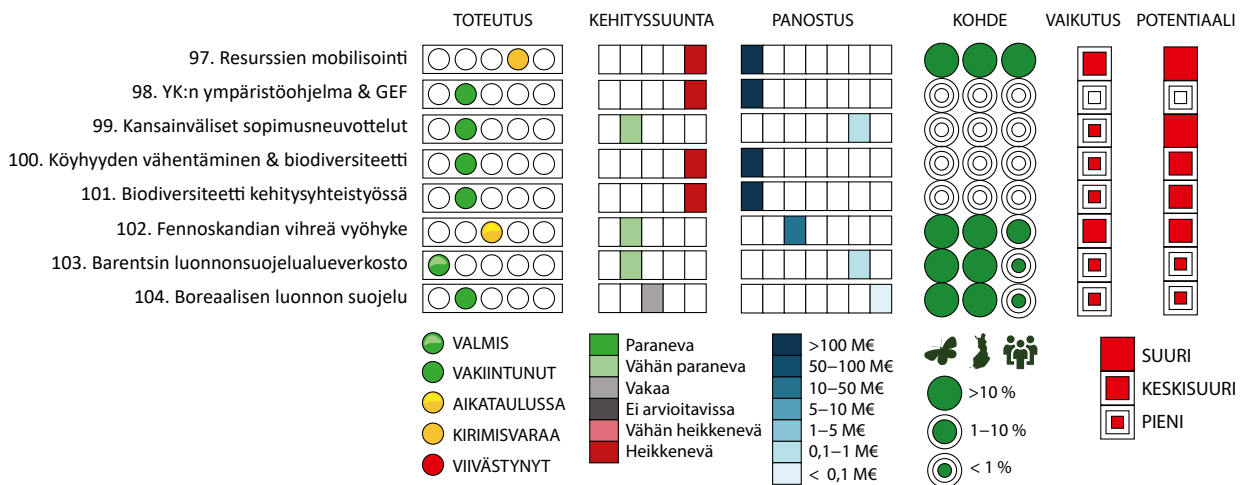 TOTEUTUS KEHITYSSUUNTA PANOSTUS KOHDE VAIKUTUS POTENTIAALI
97. Resurssien mobilisointi
98. YK:n ympäristöohjelma & GEF
99. Kansainväliset sopimusneuvottelut
100. Köyhyyden vähentäminen & biodiversiteetti
101. Biodiversiteetti kehitysyhteistyössä
102. Fennoskandian vihreä vyöhyke
103. Barentsin luonnonsuojelualueverkosto
104. Boreaalisen luonnon suojelu
VALMIS
VAKIINTUNUT
AIKATAULUSSA
KIRIMISVARAA
VIIVÄSTYNYT
Paraneva
Vähän paraneva
Vakaa
Ei arvioitavissa
Vähän heikkenevä
Heikkenevä
>100 M€
50–100 M€
10–50 M€
5–10 M€
1–5 M€
0,1–1 M€
< 0,1 M€
>10 %
1–10 %
< 1 %
SUURI
KESKISUURI
PIENI